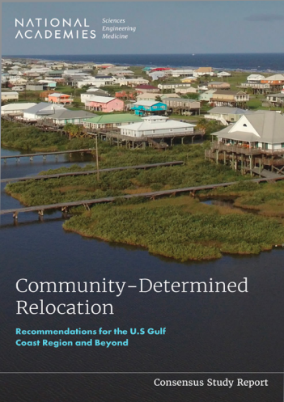 NATIONAL
ACADEMIES
Sciences
Engineering
Medicine
Community-Determined
Relocation
Recommendations for the U.S Gulf
Coast Region and Beyond
Consensus Study Report